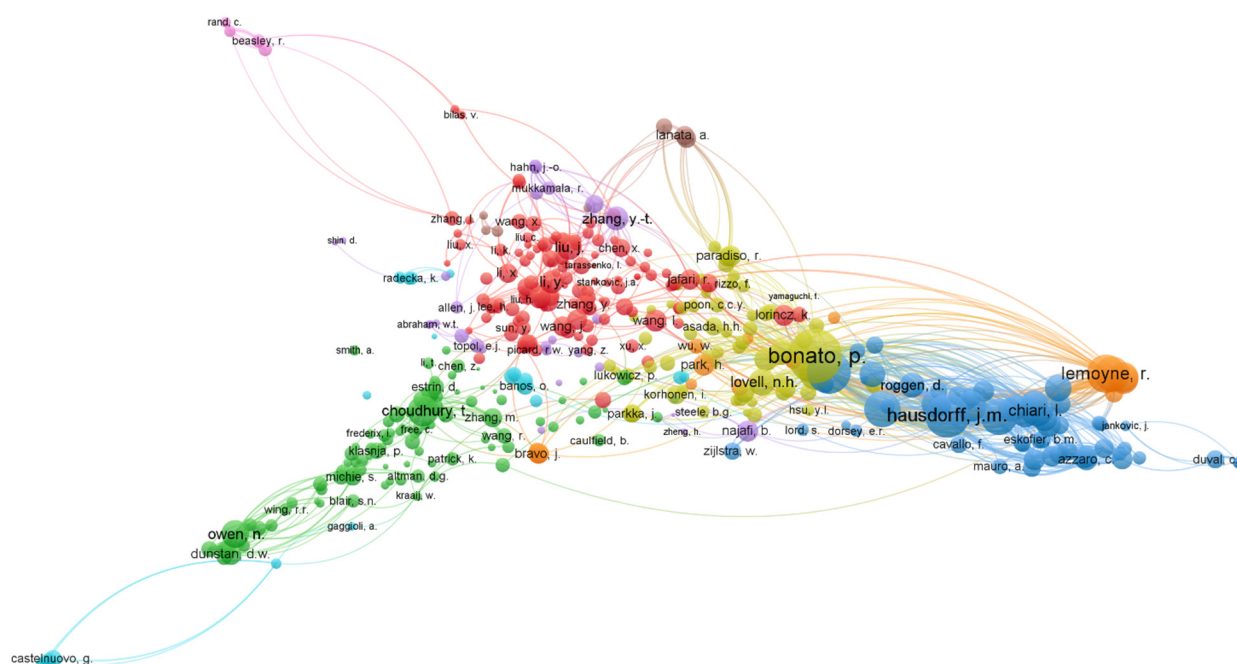 rand, c.
beasley, r.
bilas, v.
lanata, a.
hahn, j.-o.
mukkamala, r.
zhang, l.
wang, x.
zhang, y.-t.
shin, d.
liu, x.
liu, c.
li, k.
liu, j.
chen, x.
paradiso, r.
radecka, k.
li, x.
tarassenko, l.
li, y.
stankovic, j.a.
jafari, r.
rizzo, f.
yamaguchi, t.
allen, j.
lee, h.
liu, h.
zhang, y.
poon, c.c.y.
lorincz, k.
abraham, w.t.
sun, y.
wang, j.
wang, l.
asada, h.h.
smith, a.
topol, e.j.
picard, r.w.
yang, z.
xu, x.
wu, w.
bonato, p.
li, t.
chen, z.
park, h.
lemoyne, r.
estrin, d.
banos, o.
lukowicz, p.
lovell, n.h.
roggen, d.
korhonen, i.
choudhury, t.
zhang, m.
parkka, j.
steele, b.g.
hsu, y.l.
hausdorff, j.m.
chiari, l.
frederix, i.
free, c.
wang, r.
caulfield, b.
zheng, h.
najafi, b.
lord, s.
dorsey, e.r.
jankovic, j.
klasnja, p.
patrick, k.
bravo, j.
zijlstra, w.
cavallo, f.
eskofier, b.m.
michie, s.
altman, d.g.
mauro, a.
azzaro, c.
duval, c.
wing, r.r.
blair, s.n.
kraaij, w.
gaggioli, a.
owen, n.
dunstan, d.w.
castelnuovo, g.